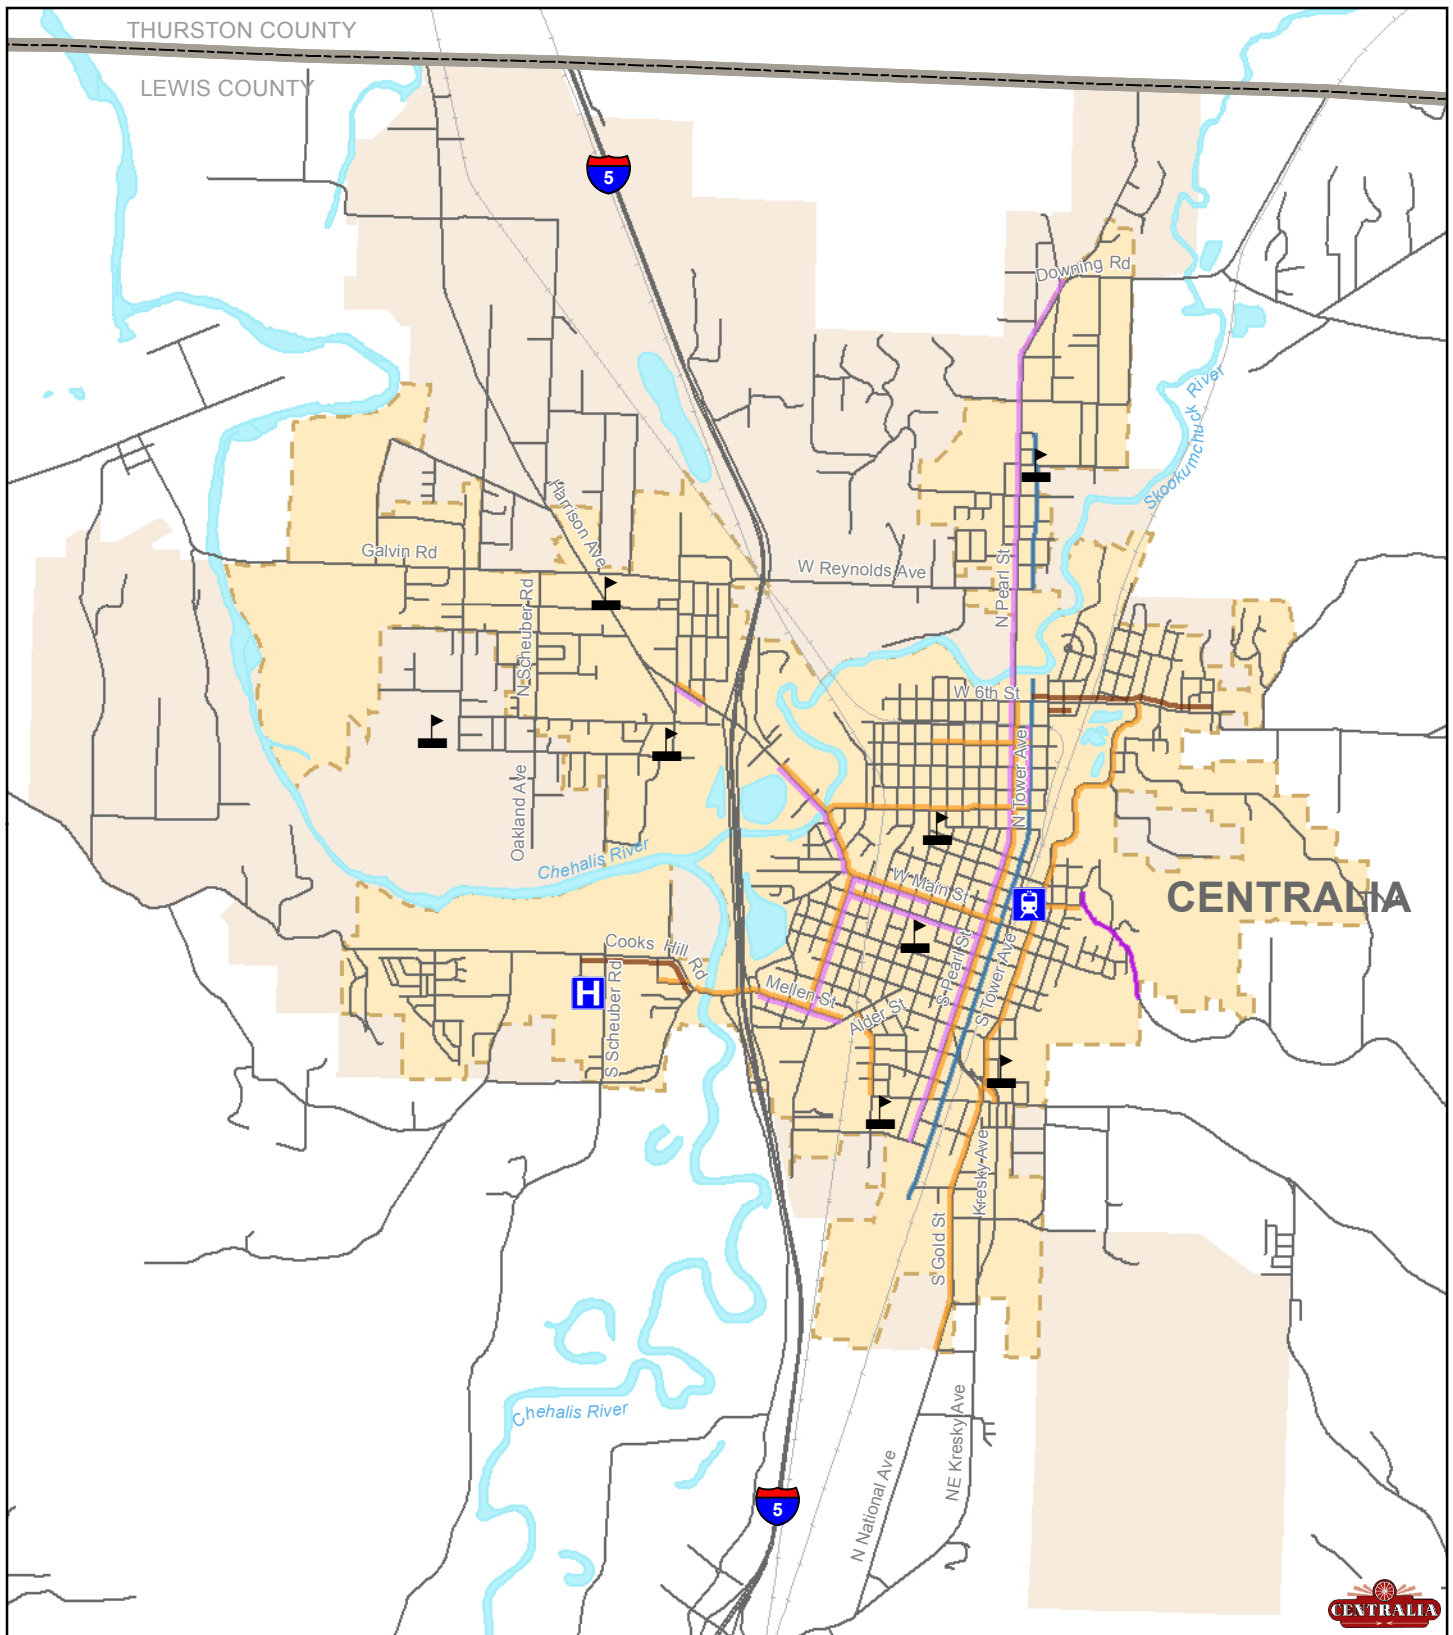 THURSTON COUNTY
LEWIS COUNTY
5
Downing Rd
Skookumchuck River
Harrison Ave
Galvin Rd
W Reynolds Ave
N Pearl St
N Scheuber Rd
W 6th St
N Tower Ave
Oakland Ave
Chehalis River
W Main St
CENTRALIA
Cooks Hill Rd
H
S Scheuber Rd
Mellen St
Alder St
S Pearl St
S Tower Ave
Kresky Ave
S Gold St
Chehalis River
NE Kresky Ave
N National Ave
5
CENTRALIA